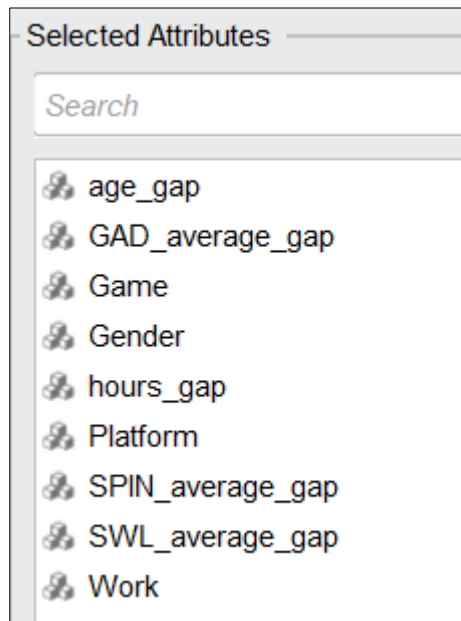 Selected Attributes
Search
age_gap
GAD_average_gap
Game
Gender
hours_gap
Platform
SPIN_average_gap
SWL_average_gap
Work